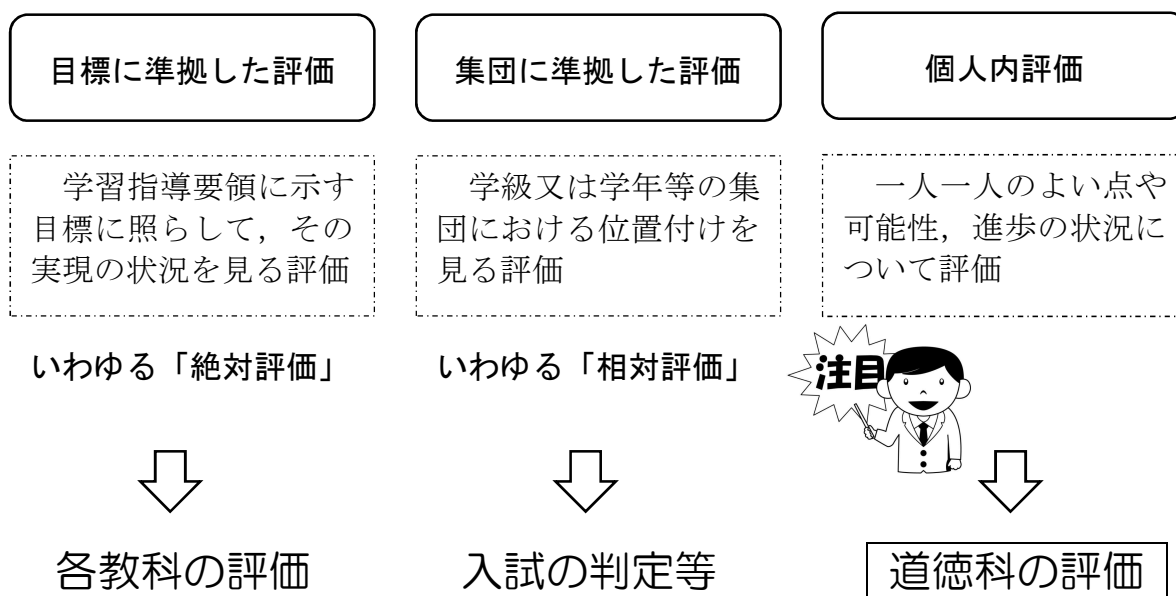 目標に準拠した評価
学習指導要領に示す
目標に照らして，その
実現の状況を見る評価
いわゆる「絶対評価」
各教科の評価
集団に準拠した評価
学級又は学年等の集
団における位置付けを
見る評価
いわゆる「相対評価」
入試の判定等
個人内評価
一人一人のよい点や
可能性，進歩の状況に
ついて評価
注目
道徳科の評価